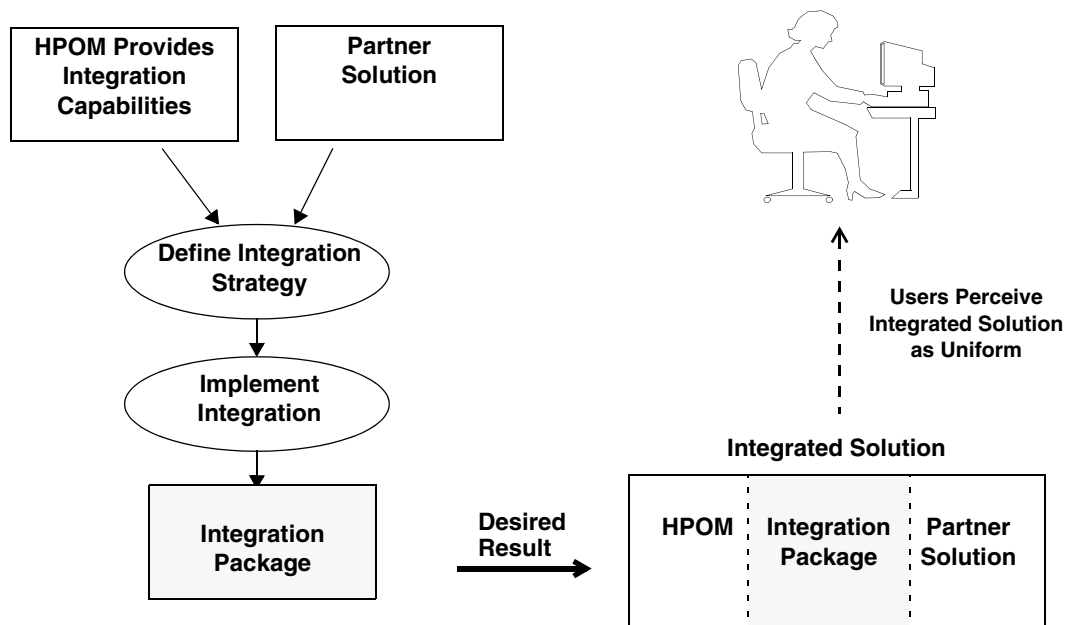 HPOM Provides
Integration
Capabilities
Partner
Solution
Define Integration
Strategy
Implement
Integration
Integration
Package
Desired
Result
Users Perceive
Integrated Solution
as Uniform
Integrated Solution
HPOM
Integration
Package
Partner
Solution